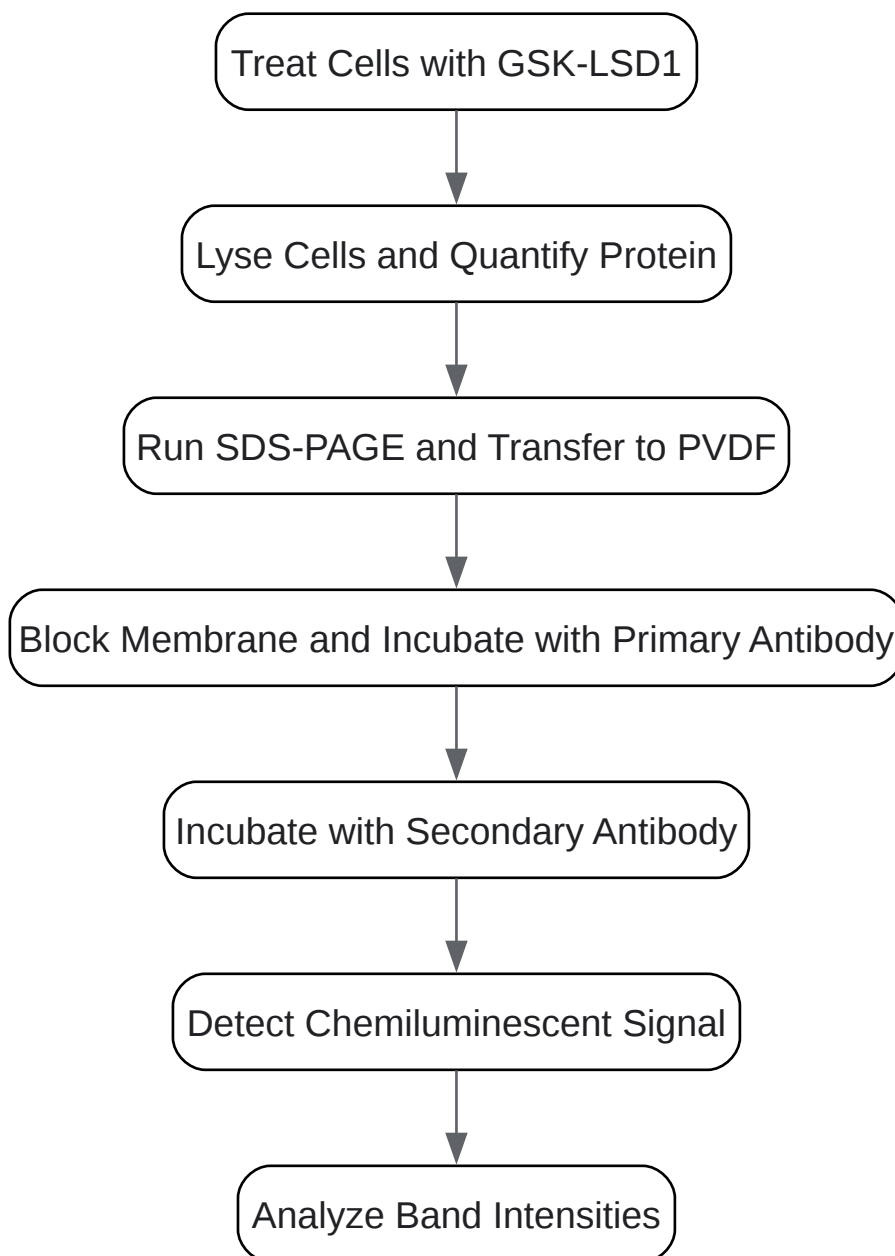 Treat Cells with GSK-LSD1
Lyse Cells and Quantify Protein
Run SDS-PAGE and Transfer to PVDF
Block Membrane and Incubate with Primary Antibody
Incubate with Secondary Antibody
Detect Chemiluminescent Signal
Analyze Band Intensities